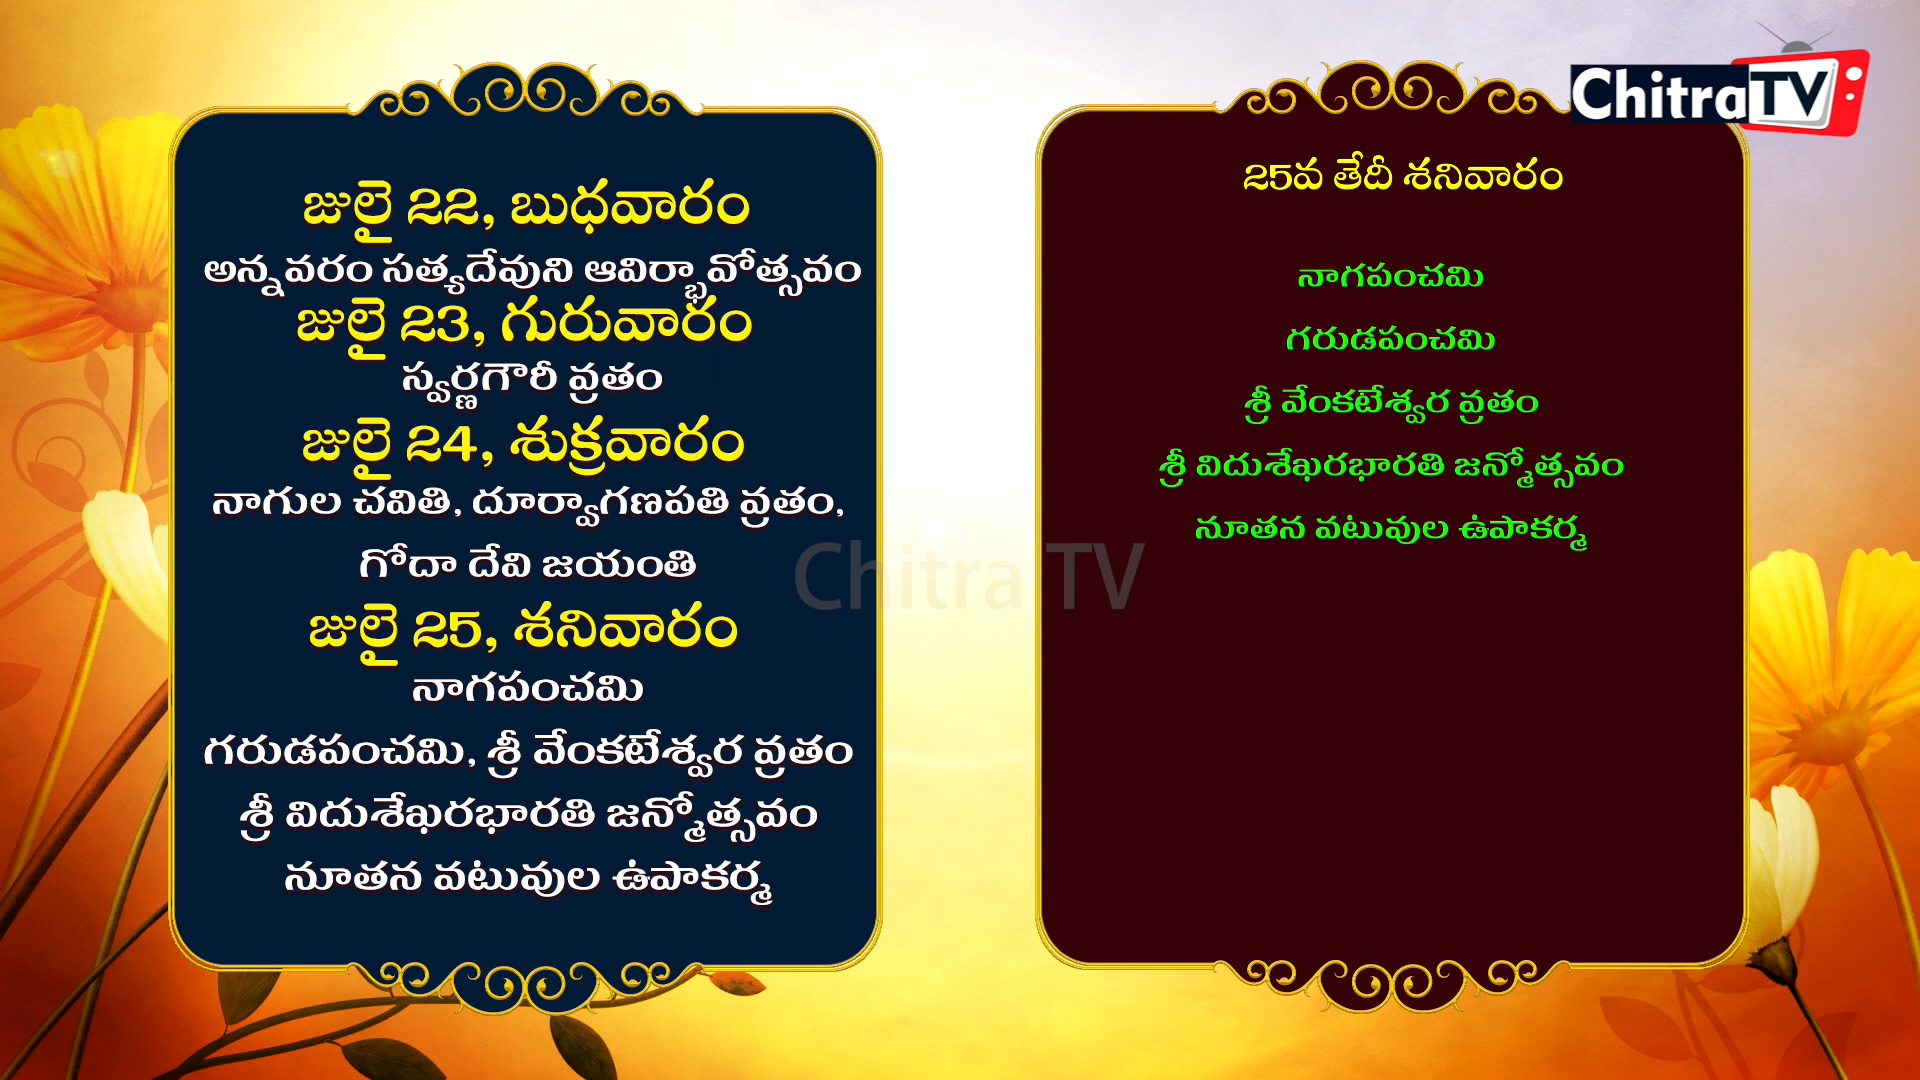 జులై 22, బుధవారం
అన్నవరం సత్యదేవుని ఆవిర్భావోత్సవం
జులై 23, గురువారం
స్వర్ణగౌరీ వ్రతం
జులై 24, శుక్రవారం
నాగుల చవితి, దూర్వాగణపతి వ్రతం,
గోదా దేవి జయంతి
జులై 25, శనివారం
నాగపంచమి
గరుడపంచమి, శ్రీ వేంకటేశ్వర వ్రతం
శ్రీ విదుశేఖరభారతి జన్మోత్సవం
నూతన వటువుల ఉపాకర్మ
Chitra TV
25వ తేదీ శనివారం
నాగపంచమి
గరుడపంచమి
శ్రీ వేంకటేశ్వర వ్రతం
శ్రీ విదుశేఖరభారతి జన్మోత్సవం
నూతన వటువుల ఉపాకర్మ
Chitra TV